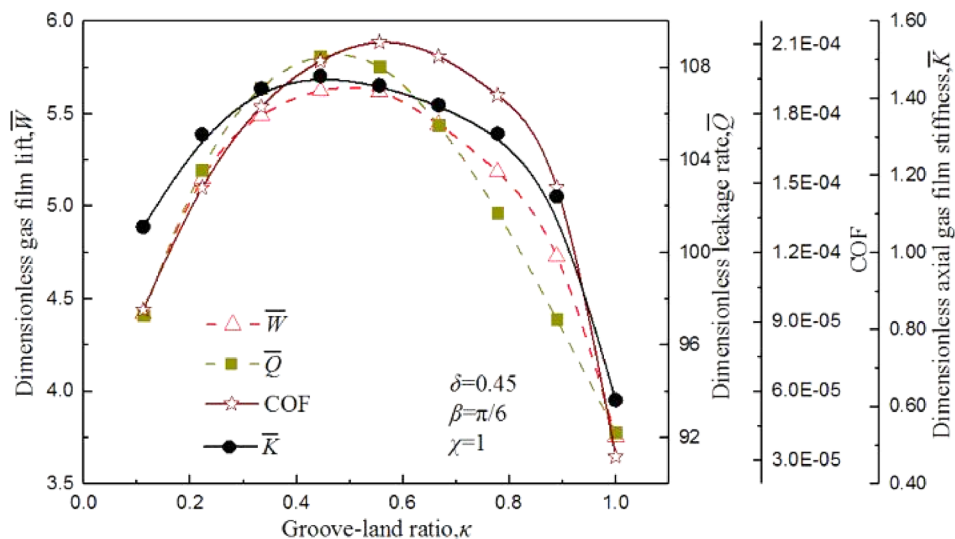 Dimensionless gas film lift,W̅
6.0
5.5
5.0
4.5
4.0
3.5
0.0
0.2
0.4
0.6
0.8
1.0
Groove-land ratio,κ
W̅
Q̅
COF
K̅
δ=0.45
β=π/6
χ=1
Dimensionless leakage rate,Q̅
108
104
100
96
92
COF
2.1E-04
1.8E-04
1.5E-04
1.2E-04
9.0E-05
6.0E-05
3.0E-05
Dimensionless axial gas film stiffness,K̅
1.60
1.40
1.20
1.00
0.80
0.60
0.40